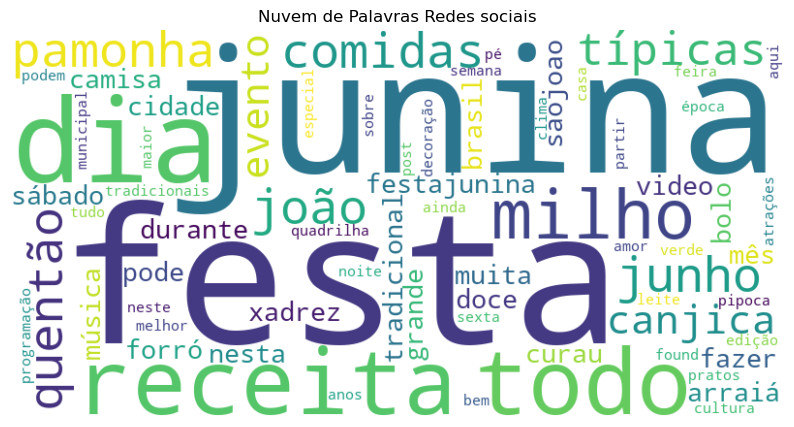 Nuvem de Palavras Redes sociais
pamonha
comidas
pé
típicas
aqui
podem
camisa
semana
feira
casa
junina
dia
cidade
evento
especial
sobre
decoração
brasil
clima
saojoao
época
partir
municipal
maior
post
sábado
tradicionais
festajunina
video
bolo
atrações
tudo
joão
ainda
milho
quentão
durante
quadrilha
tradicional
amor
verde
mês
festa
música
pode
noite
grande
muita
junho
programação
neste
xadrez
doce
leite
pipoca
melhor
sexta
canjica
forró
nesta
curau
found
fazer
edição
receita
todo
pratos
arraiá
anos
bem
cultura